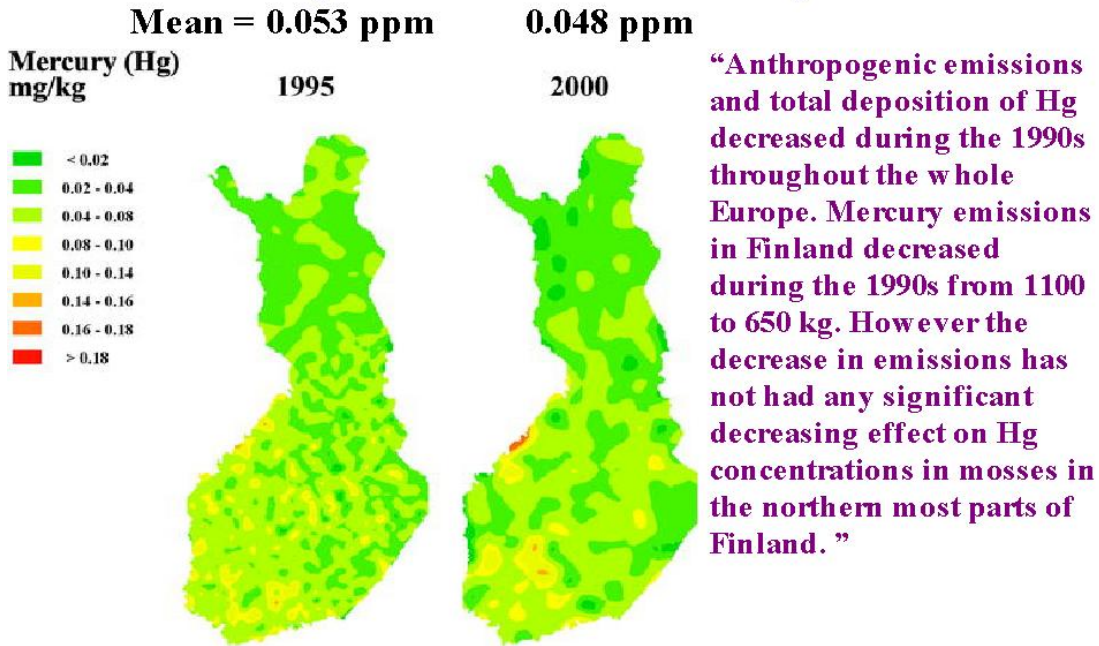 Mean = 0.053 ppm 0.048 ppm
Mercury (Hg)
mg/kg
1995 2000
< 0.02
0.02 - 0.04
0.04 - 0.08
0.08 - 0.10
0.10 - 0.14
0.14 - 0.16
0.16 - 0.18
> 0.18
“Anthropogenic emissions
and total deposition of Hg
decreased during the 1990s
throughout the whole
Europe. Mercury emissions
in Finland decreased
during the 1990s from 1100
to 650 kg. However the
decrease in emissions has
not had any significant
decreasing effect on Hg
concentrations in mosses in
the northern most parts of
Finland. ”